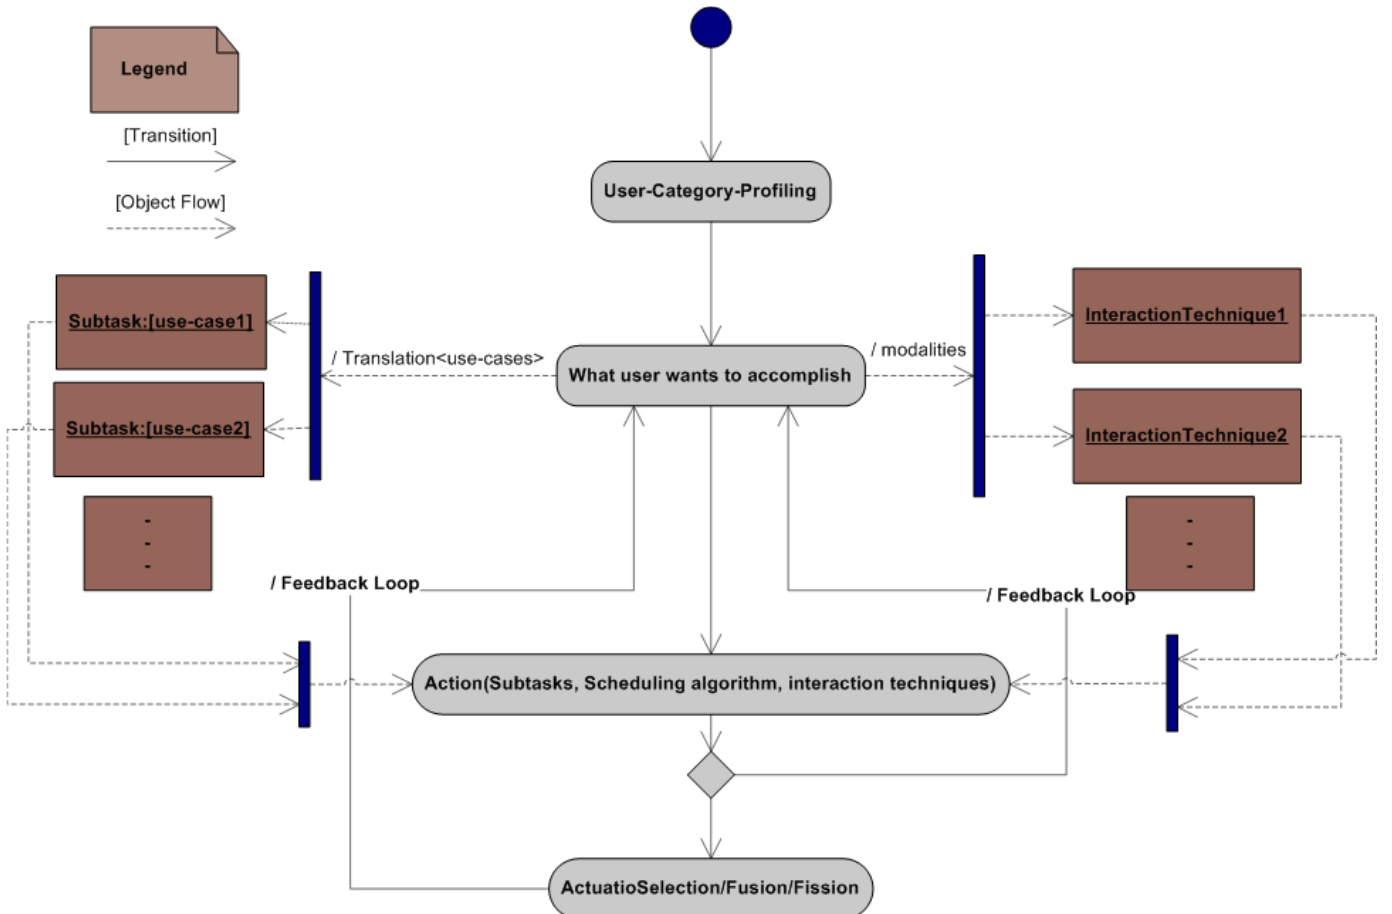 Legend
[Transition]
[Object Flow]
User-Category-Profiling
Subtask:[use-case1]
/ Translation<use-cases>
What user wants to accomplish
/ modalities
InteractionTechnique1
Subtask:[use-case2]
InteractionTechnique2
-
-
-
-
-
-
/ Feedback Loop
/ Feedback Loop
Action(Subtasks, Scheduling algorithm, interaction techniques)
ActuatioSelection/Fusion/Fission